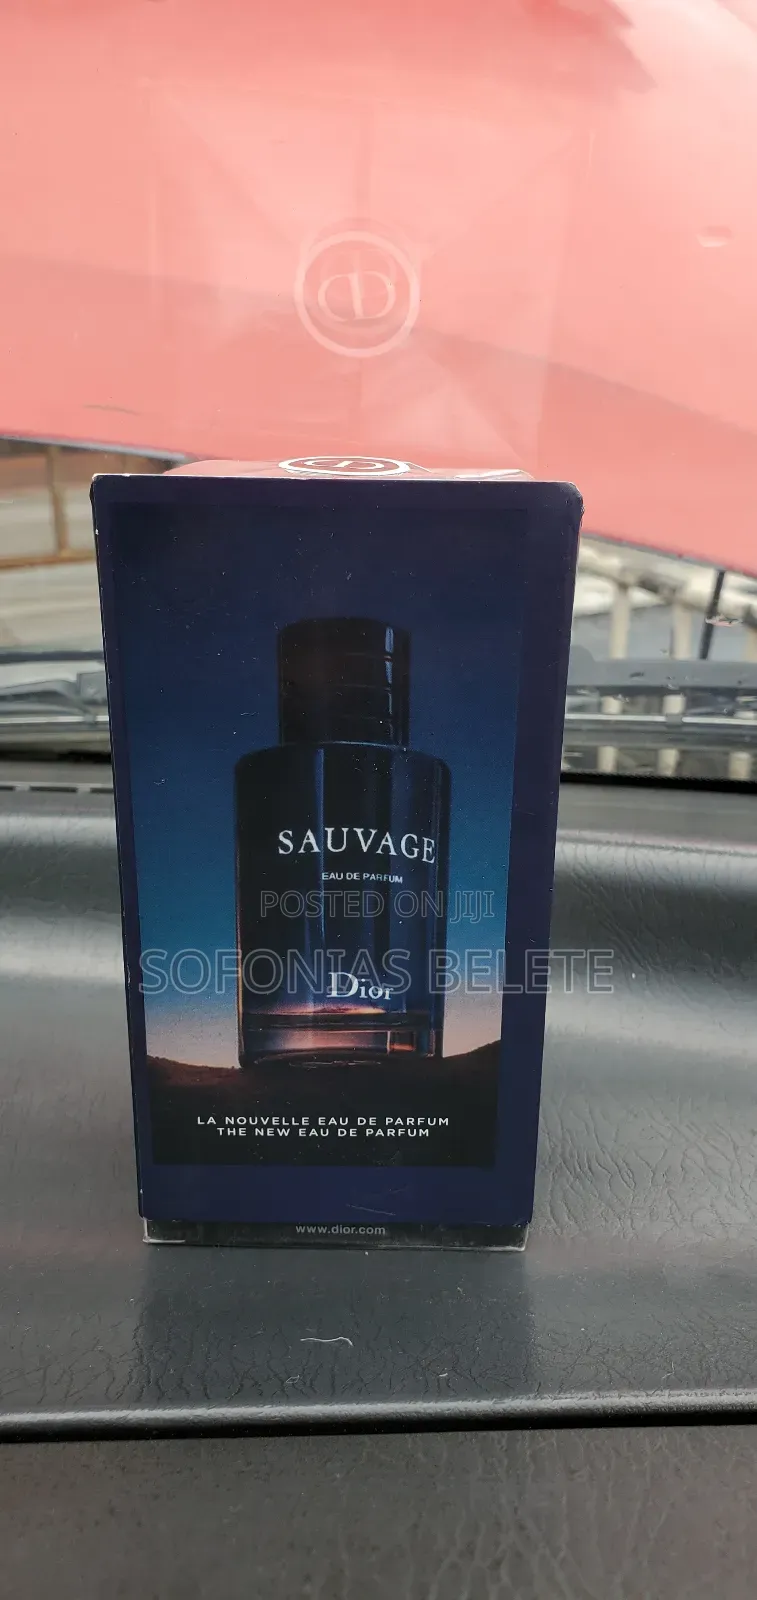 SAUVAGE
EAU DE PARFUM
POSTED ON JIJI
SOFONIAS BELETE
Dior
LA NOUVELLE EAU DE PARFUM
THE NEW EAU DE PARFUM
www.dior.com